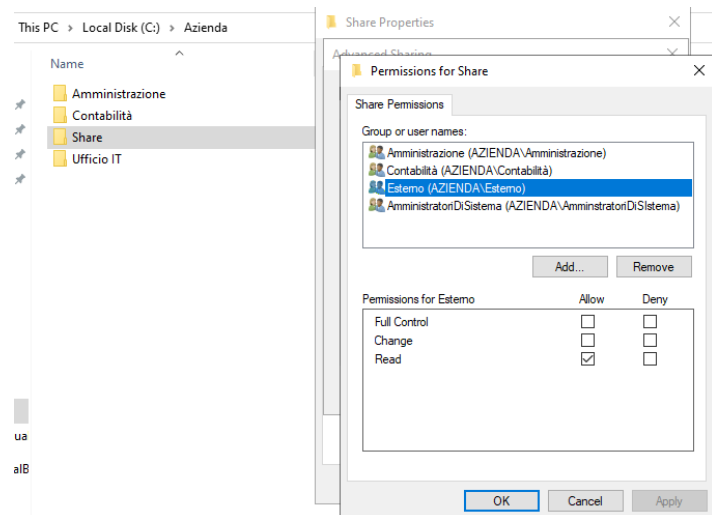 This PC > Local Disk (C:) > Azienda
Name
Amministrazione
Contabilità
Share
Ufficio IT
ua
alB
Share Properties
Advanced Sharing
Permissions for Share
Share Permissions
Group or user names:
Amministrazione (AZIENDA\Amministrazione)
Contabilità (AZIENDA\Contabilità)
Esterno (AZIENDA\Esterno)
AmministratoriDiSistema (AZIENDA\AmminstratoriDiSIstema)
Add... Remove
Permissions for Esterno Allow Deny
Full Control
Change
Read
OK Cancel Apply